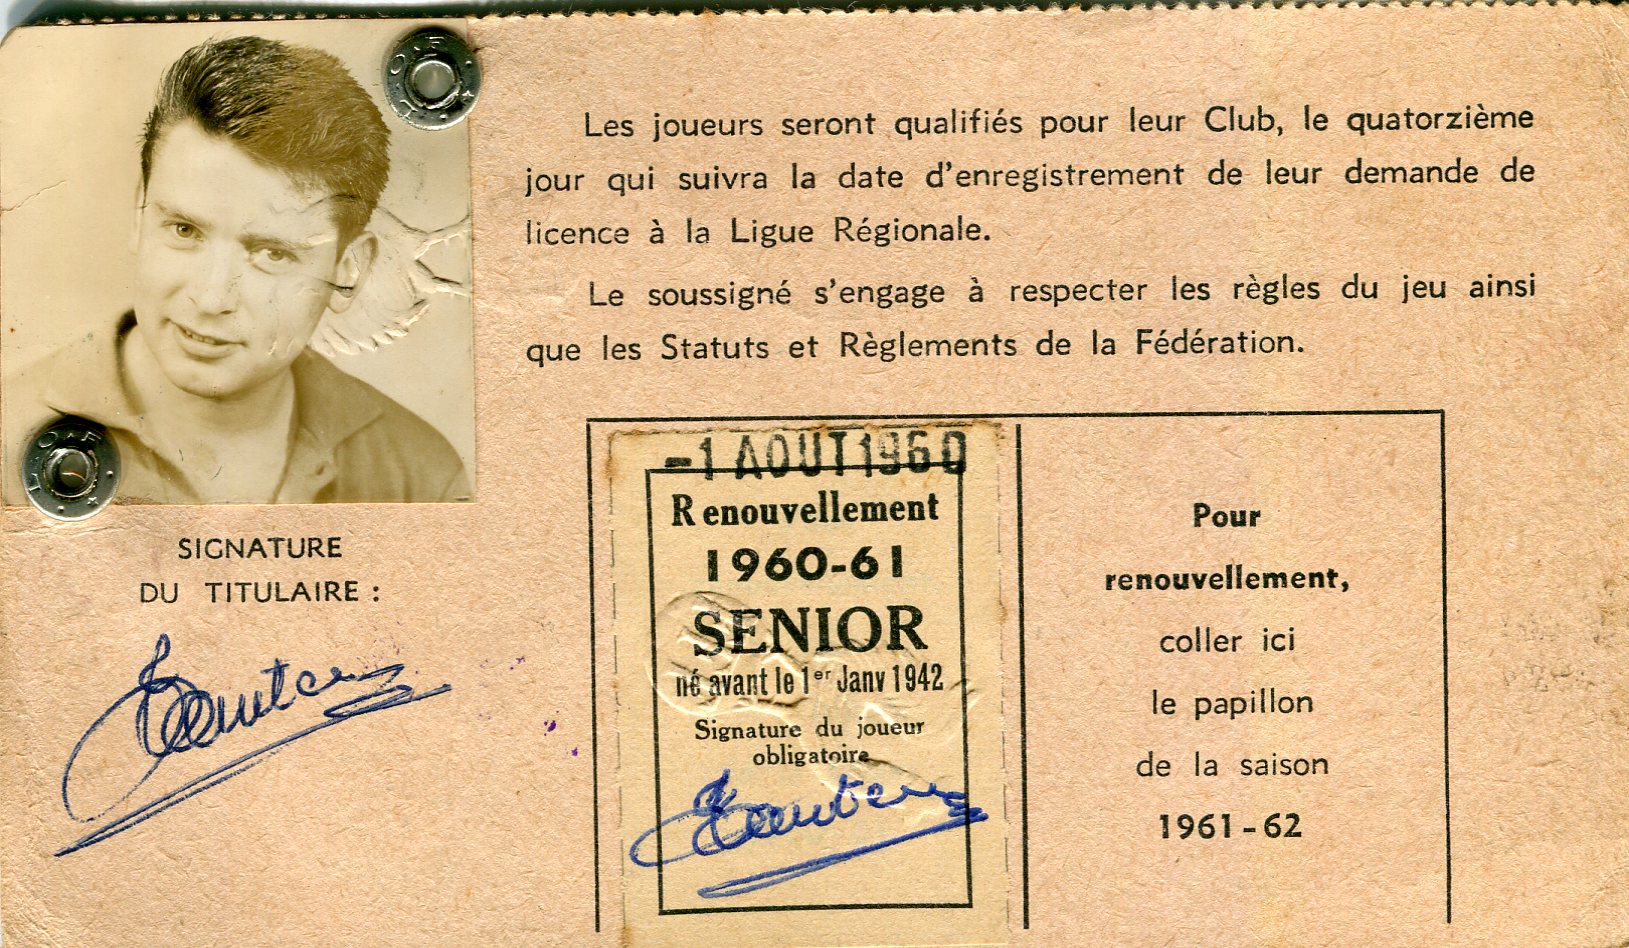 Les joueurs seront qualifiés pour leur Club, le quatorzième
jour qui suivra la date d'enregistrement de leur demande de
licence à la Ligue Régionale.
Le soussigné s'engage à respecter les règles du jeu ainsi
que les Statuts et Règlements de la Fédération.
SIGNATURE
DU TITULAIRE :
-1 AOUT 1960
Renouvellement
1960-61
SENIOR
né avant le 1er Janv 1942
Signature du joueur
obligatoire
Pour
renouvellement,
coller ici
le papillon
de la saison
1961-62